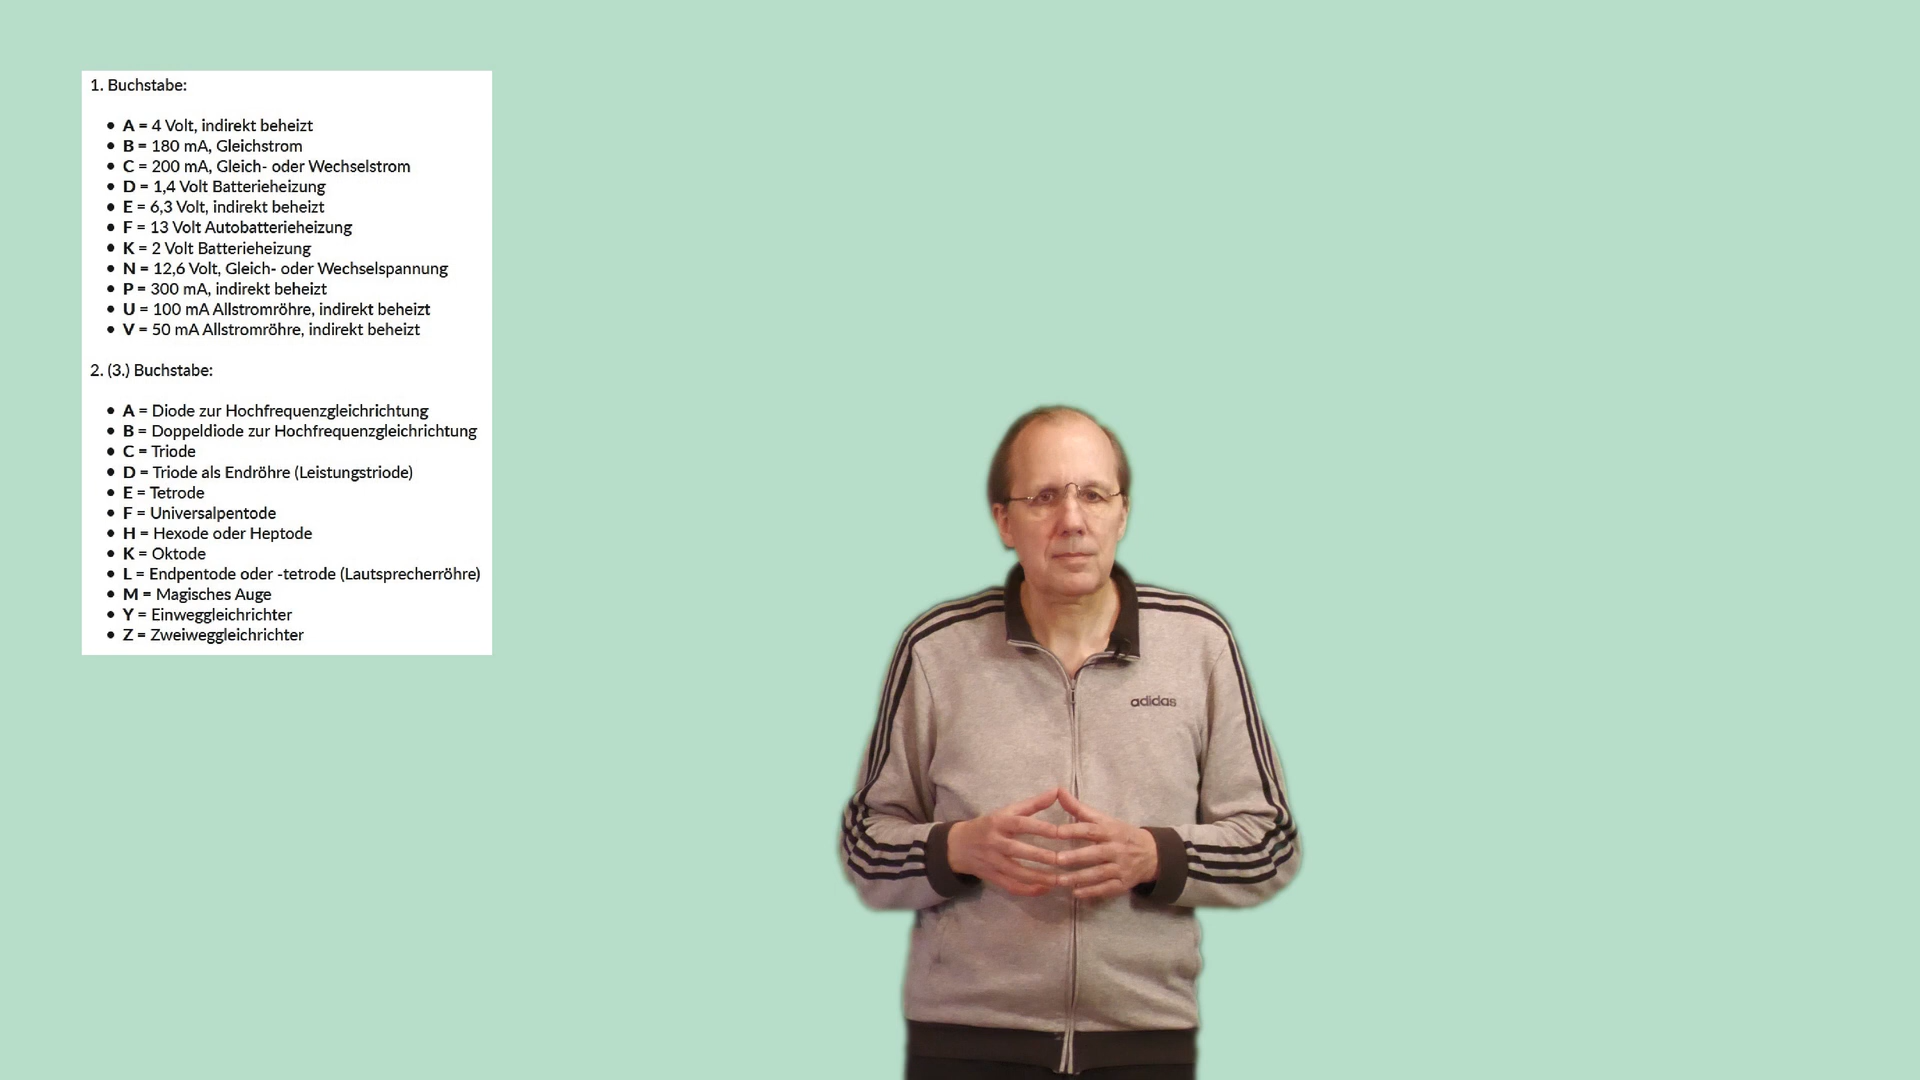 1. Buchstabe:
• A = 4 Volt, indirekt beheizt
• B = 180 mA, Gleichstrom
• C = 200 mA, Gleich- oder Wechselstrom
• D = 1,4 Volt Batterieheizung
• E = 6,3 Volt, indirekt beheizt
• F = 13 Volt Autobatterieheizung
• K = 2 Volt Batterieheizung
• N = 12,6 Volt, Gleich- oder Wechselspannung
• P = 300 mA, indirekt beheizt
• U = 100 mA Allstromröhre, indirekt beheizt
• V = 50 mA Allstromröhre, indirekt beheizt
2. (3.) Buchstabe:
• A = Diode zur Hochfrequenzgleichrichtung
• B = Doppeldiode zur Hochfrequenzgleichrichtung
• C = Triode
• D = Triode als Endröhre (Leistungstriode)
• E = Tetrode
• F = Universalpentode
• H = Hexode oder Heptode
• K = Oktode
• L = Endpentode oder -tetrode (Lautsprecherröhre)
• M = Magisches Auge
• Y = Einweggleichrichter
• Z = Zweiweggleichrichter
adidas